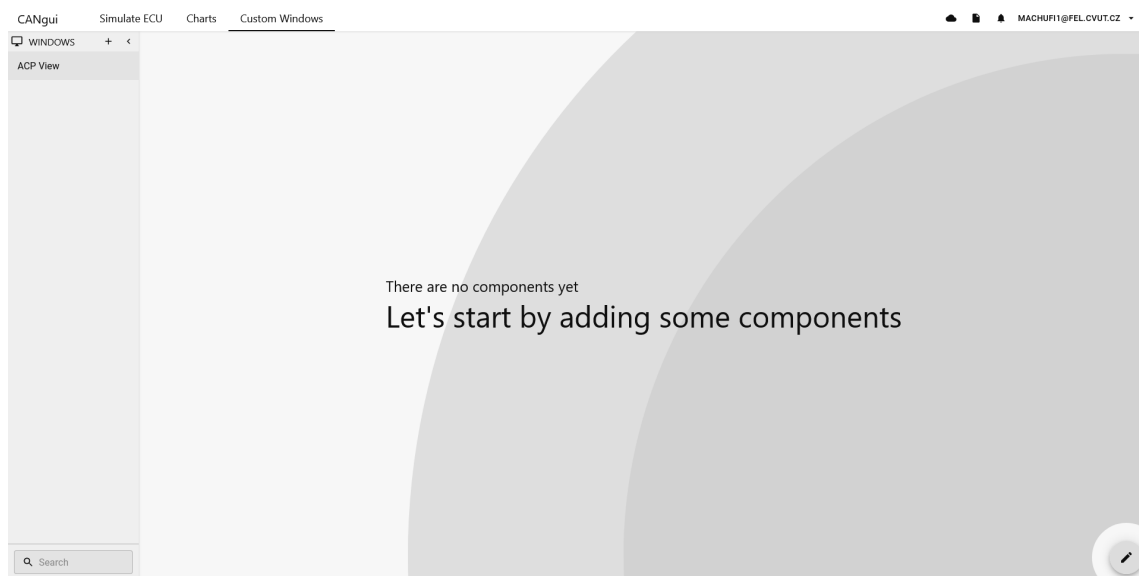 CANgui Simulate ECU Charts Custom Windows MACHUFI1@FEL.CVUT.CZ
WINDOWS
ACP View
There are no components yet
Let's start by adding some components
Search